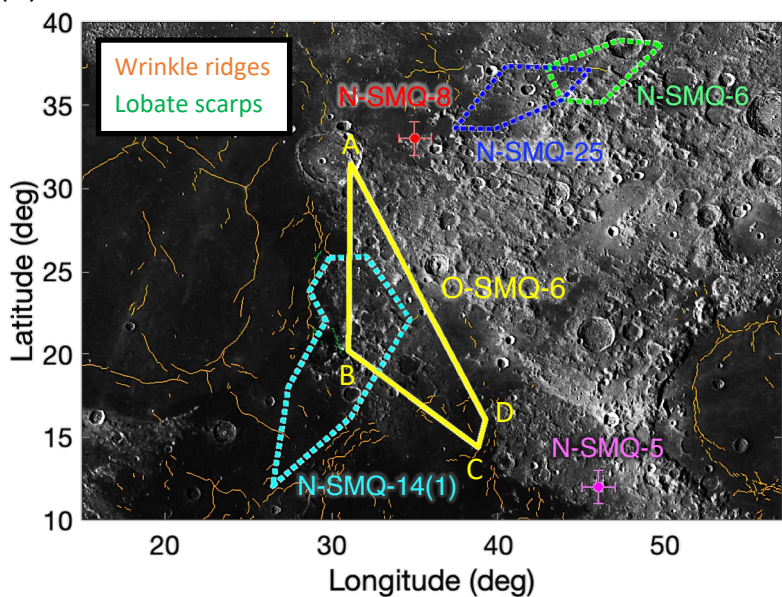 40
35
30
25
20
15
10
Latitude (deg)
Wrinkle ridges
Lobate scarps
N-SMQ-8
N-SMQ-6
N-SMQ-25
A
O-SMQ-6
B
D
C
N-SMQ-5
N-SMQ-14(1)
20
30
40
50
Longitude (deg)